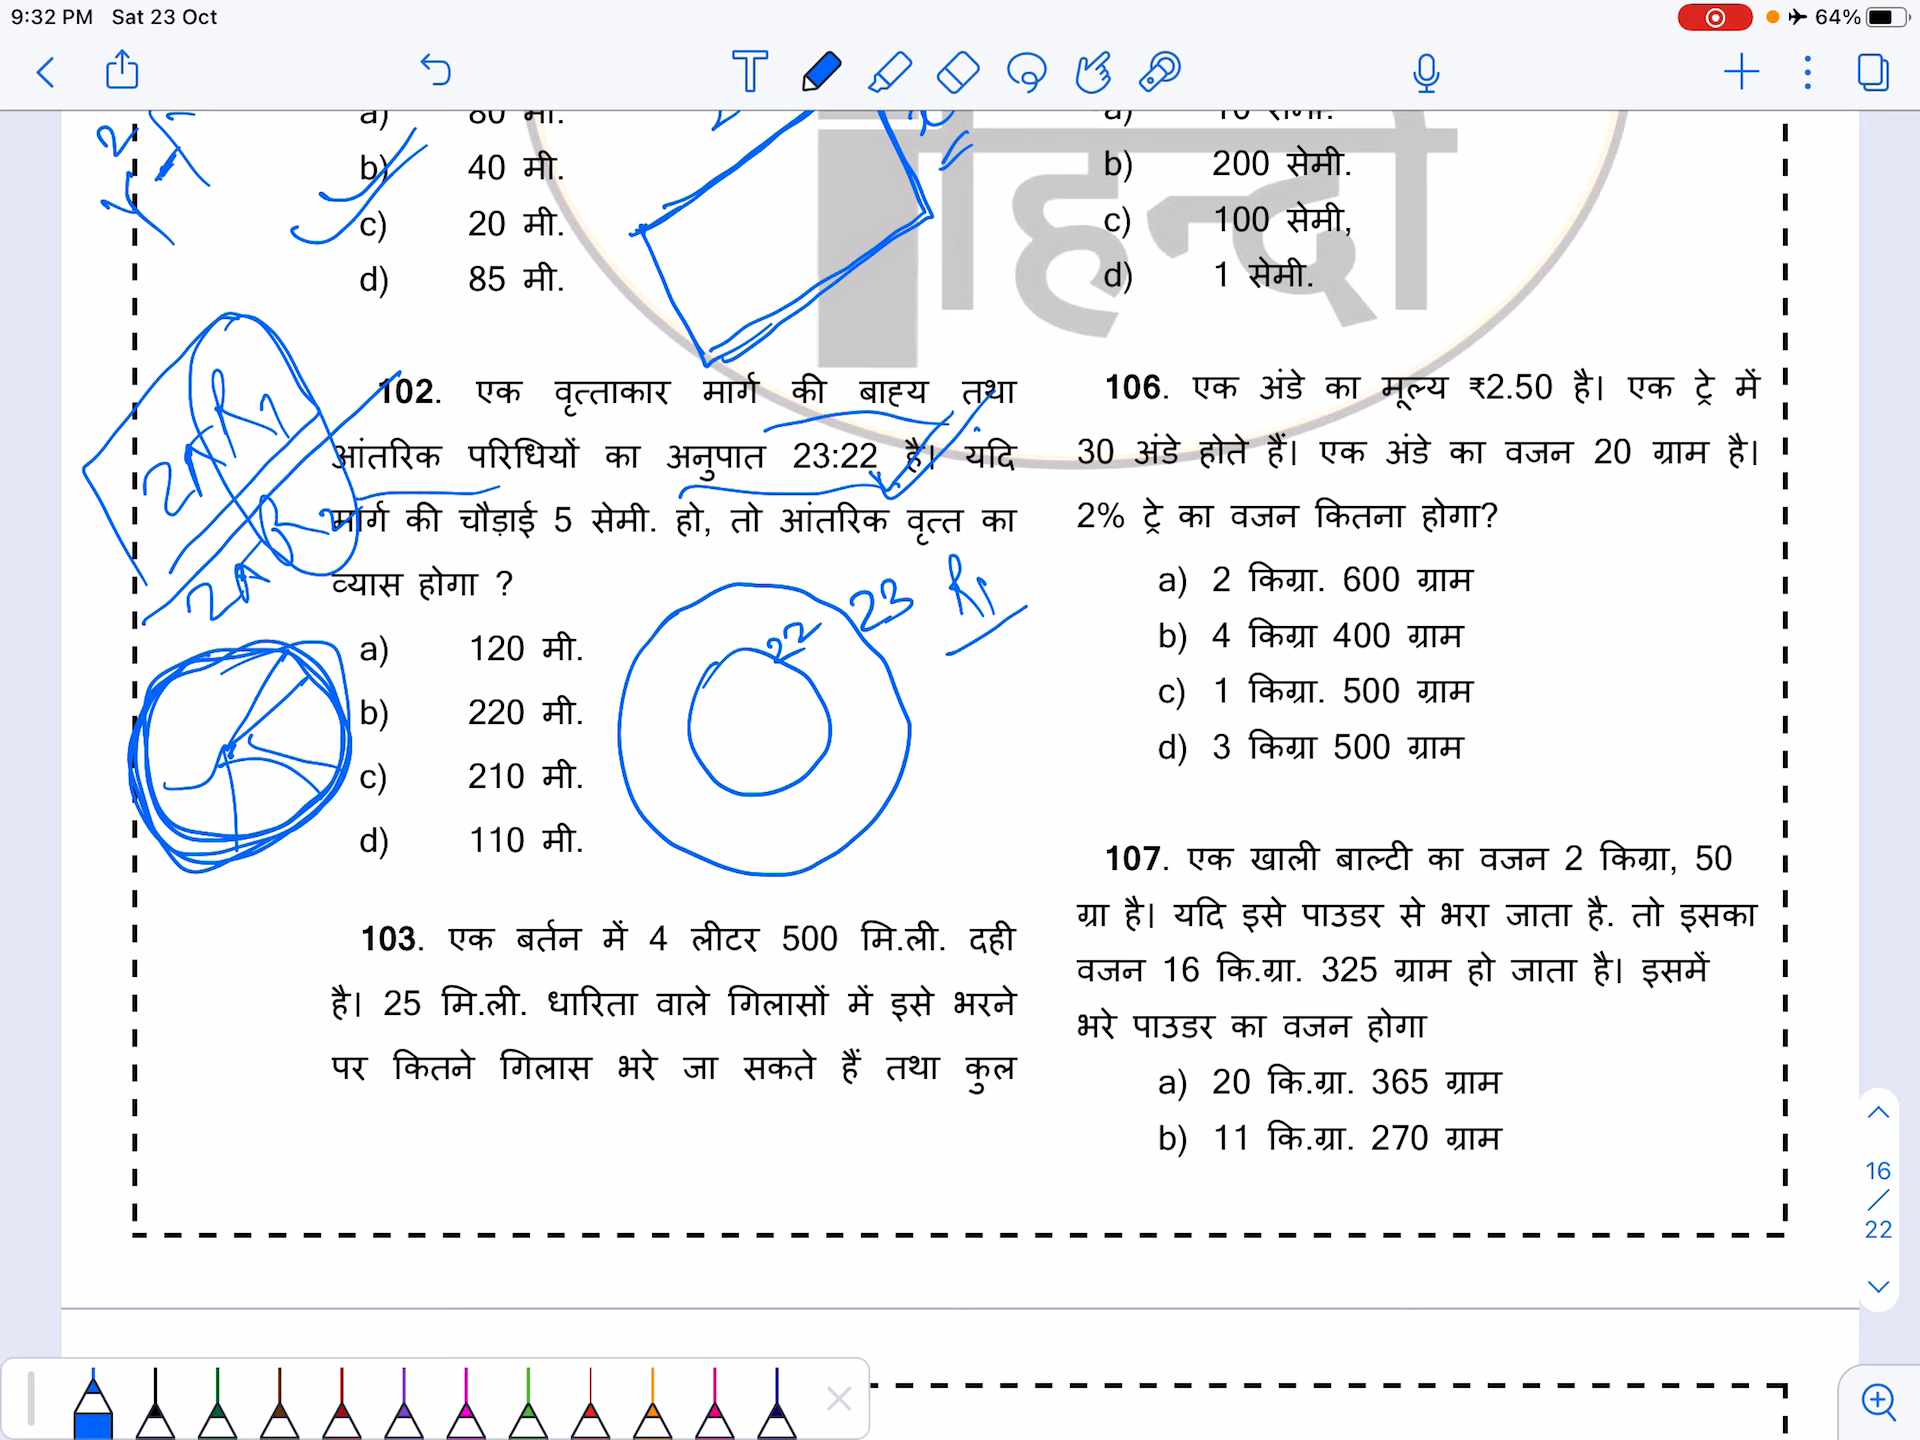 9:32 PM Sat 23 Oct
64%
b) 40 मी.
c) 20 मी.
d) 85 मी.
102. एक वृत्ताकार मार्ग की बाह्य तथा
आंतरिक परिधियों का अनुपात 23:22 है। यदि
मार्ग की चौड़ाई 5 सेमी. हो, तो आंतरिक वृत्त का
व्यास होगा ?
a) 120 मी.
b) 220 मी.
c) 210 मी.
d) 110 मी.
22
23 R1
2πR1
2πR2
103. एक बर्तन में 4 लीटर 500 मि.ली. दही
है। 25 मि.ली. धारिता वाले गिलासों में इसे भरने
पर कितने गिलास भरे जा सकते हैं तथा कुल
b) 200 सेमी.
c) 100 सेमी,
d) 1 सेमी.
हिन्दी
106. एक अंडे का मूल्य ₹2.50 है। एक ट्रे में
30 अंडे होते हैं। एक अंडे का वजन 20 ग्राम है।
2% ट्रे का वजन कितना होगा?
a) 2 किग्रा. 600 ग्राम
b) 4 किग्रा 400 ग्राम
c) 1 किग्रा. 500 ग्राम
d) 3 किग्रा 500 ग्राम
107. एक खाली बाल्टी का वजन 2 किग्रा, 50
ग्रा है। यदि इसे पाउडर से भरा जाता है. तो इसका
वजन 16 कि.ग्रा. 325 ग्राम हो जाता है। इसमें
भरे पाउडर का वजन होगा
a) 20 कि.ग्रा. 365 ग्राम
b) 11 कि.ग्रा. 270 ग्राम
16
/
22